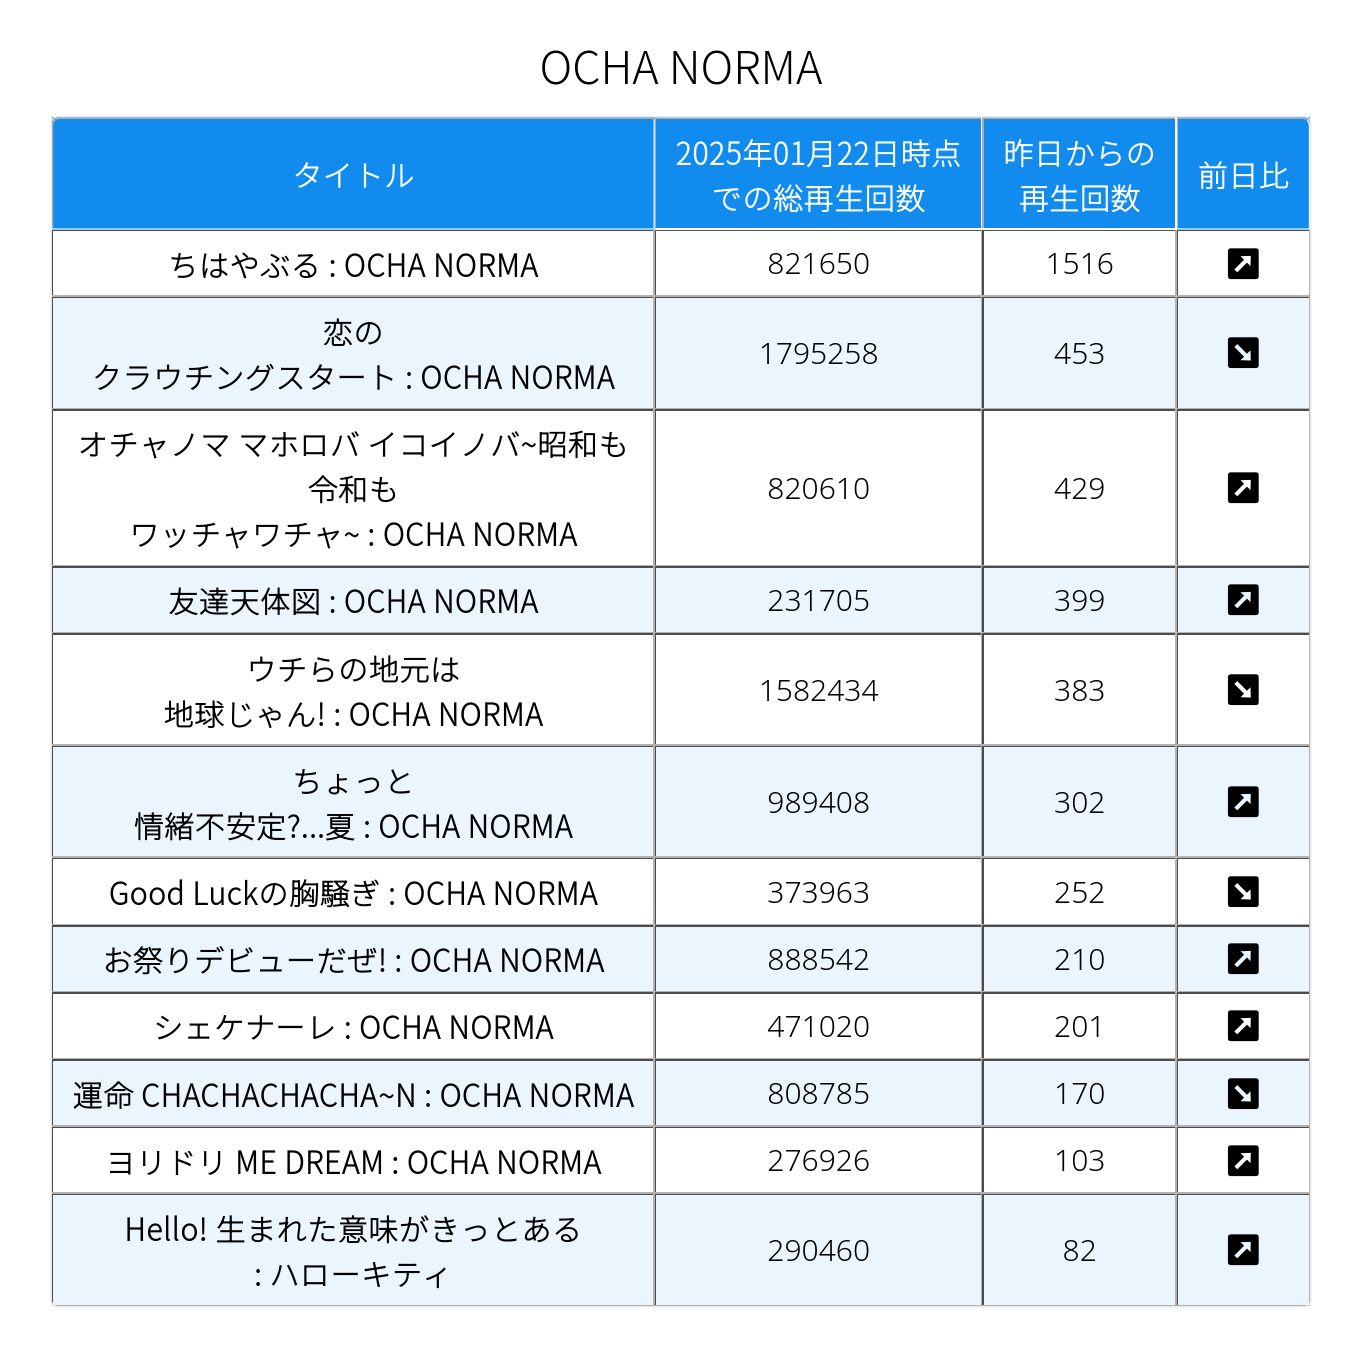 OCHA NORMA
タイトル
2025年01月22日時点
での総再生回数
昨日からの
再生回数
前日比
ちはやぶる : OCHA NORMA
821650
1516
恋の
クラウチングスタート : OCHA NORMA
1795258
453
オチャノマ マホロバ イコイノバ~昭和も
令和も
ワッチャワチャ~ : OCHA NORMA
820610
429
友達天体図 : OCHA NORMA
231705
399
ウチらの地元は
地球じゃん! : OCHA NORMA
1582434
383
ちょっと
情緒不安定?...夏 : OCHA NORMA
989408
302
Good Luckの胸騒ぎ : OCHA NORMA
373963
252
お祭りデビューだぜ! : OCHA NORMA
888542
210
シェケナーレ : OCHA NORMA
471020
201
運命 CHACHACHACHA~N : OCHA NORMA
808785
170
ヨリドリ ME DREAM : OCHA NORMA
276926
103
Hello! 生まれた意味がきっとある
: ハローキティ
290460
82